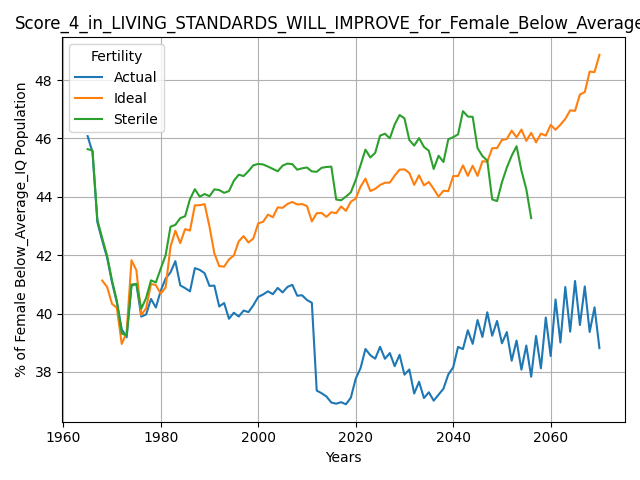 Score_4_in_LIVING_STANDARDS_WILL_IMPROVE_for_Female_Below_Average
Fertility
Actual
Ideal
Sterile
% of Female Below_Average_IQ Population
48
46
44
42
40
38
1960
1980
2000
2020
2040
2060
Years